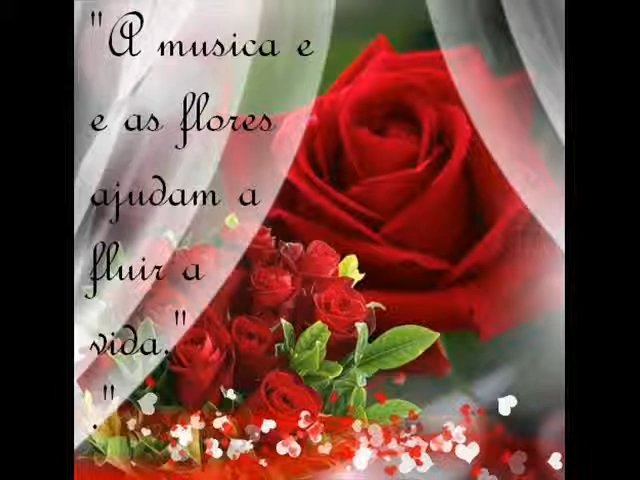 "A musica e
e as flores
ajudam a
fluir a
vida."
."